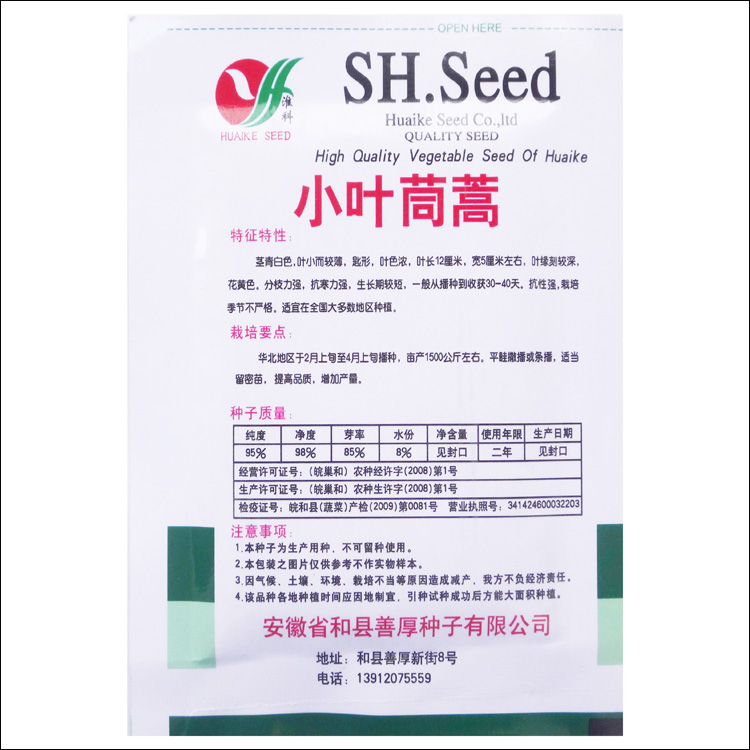 OPEN HERE
淮科
HUAIKE SEED
SH.Seed
Huaike Seed Co.,ltd
QUALITY SEED
High Quality Vegetable Seed Of Huaike
小叶茼蒿
特征特性:
茎青白色,叶小而较薄,匙形,叶色浓,叶长12厘米,宽5厘米左右,叶缘刻较深,
花黄色。分枝力强,抗寒力强,生长期较短,一般从播种到收获30-40天。抗性强,栽培
季节不严格。适宜在全国大多数地区种植。
栽培要点:
华北地区于2月上旬至4月上旬播种,亩产1500公斤左右。平畦撒播或条播,适当
留密苗,提高品质,增加产量。
种子质量:
纯度 净度 芽率 水份 净含量 使用年限 生产日期
95% 98% 85% 8% 见封口 二年 见封口
经营许可证号:(皖巢和)农种经许字(2008)第1号
生产许可证号:(皖巢和)农种生许字(2008)第1号
检疫证号:皖和县(蔬菜)产检(2009)第0081号 营业执照号:341424600032203
注意事项:
1.本种子为生产用种,不可留种使用。
2.本包装之图片仅供参考不作实物样本。
3.因气候、土壤、环境、栽培不当等原因造成减产,我方不负经济责任。
4.该品种各地种植时间应因地制宜,引种试种成功后方能大面积种植。
安徽省和县善厚种子有限公司
地址:和县善厚新街8号
电话:13912075559